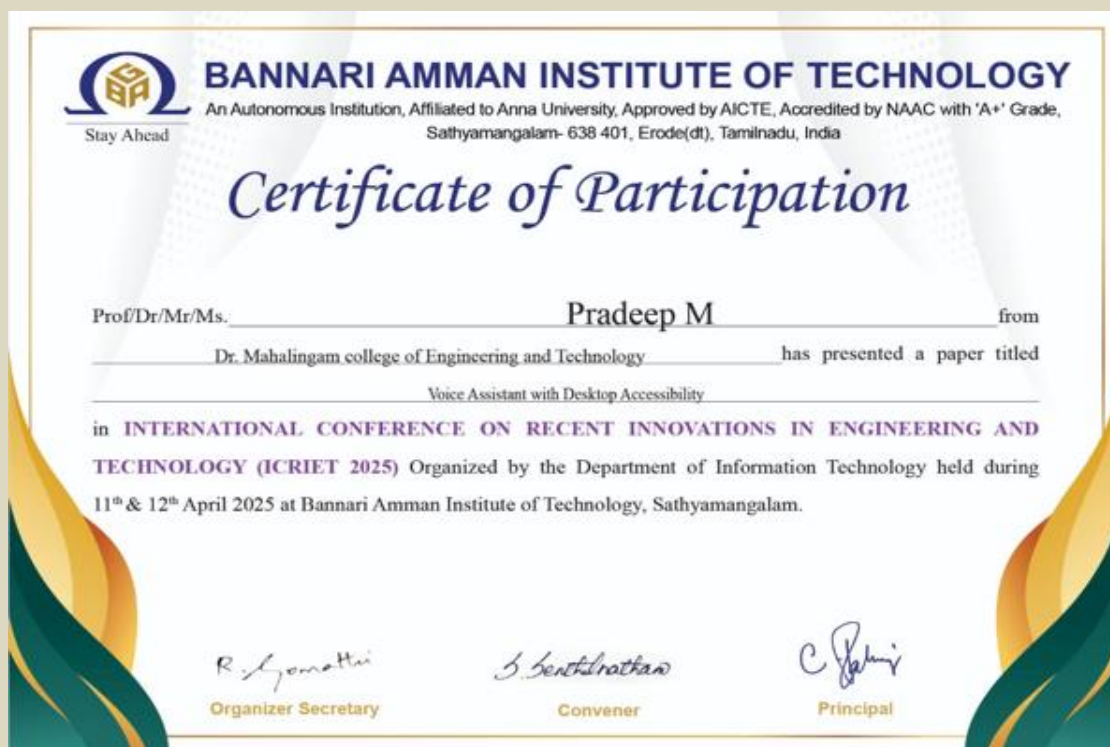 BANNARI AMMAN INSTITUTE OF TECHNOLOGY
An Autonomous Institution, Affiliated to Anna University, Approved by AICTE, Accredited by NAAC with 'A+' Grade,
Sathyamangalam- 638 401, Erode(dt), Tamilnadu, India
GBA
Stay Ahead
Certificate of Participation
Prof/Dr/Mr/Ms. Pradeep M from
Dr. Mahalingam college of Engineering and Technology has presented a paper titled
Voice Assistant with Desktop Accessibility
in INTERNATIONAL CONFERENCE ON RECENT INNOVATIONS IN ENGINEERING AND
TECHNOLOGY (ICRIET 2025) Organized by the Department of Information Technology held during
11th & 12th April 2025 at Bannari Amman Institute of Technology, Sathyamangalam.
R. Gomathi S. Senthilnathan
Organizer Secretary Convener Principal